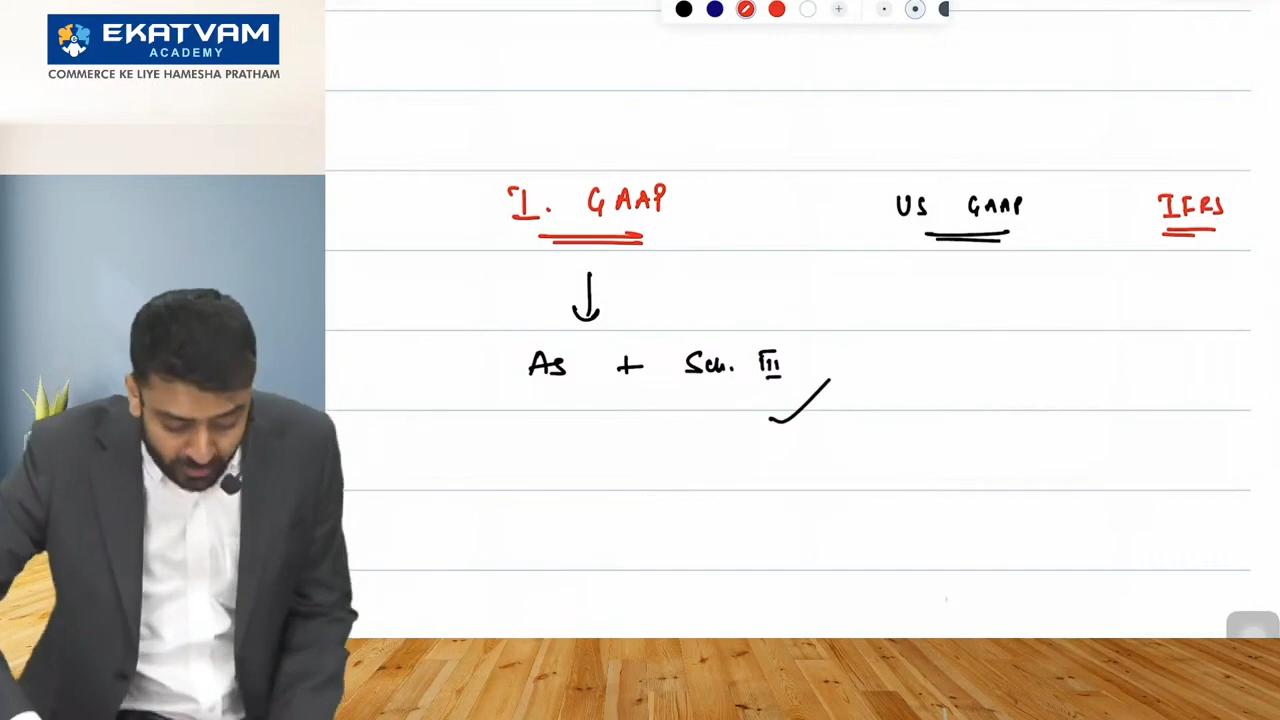 EKATVAM
ACADEMY
COMMERCE KE LIYE HAMESHA PRATHAM
I. GAAP US GAAP IFRS
As + Sch. III